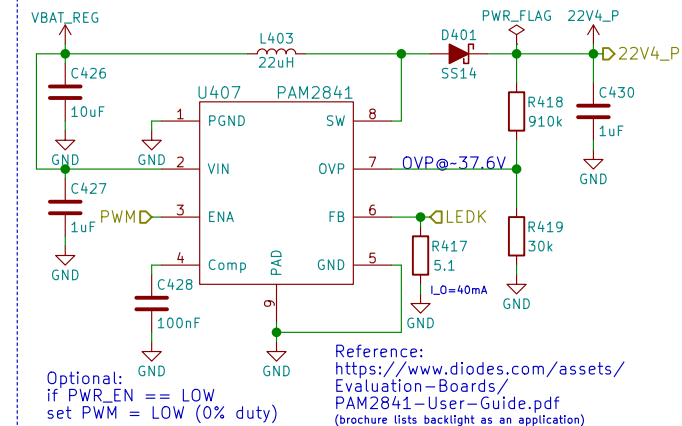 VBAT_REG
PWR_FLAG
22V4_P
L403
22uH
D401
SS14
22V4_P
C426
10uF
GND
U407
PAM2841
R418
910k
C430
1uF
GND
1
PGND
SW
8
GND
2
VIN
OVP
7
OVP@~37.6V
C427
1uF
GND
PWM
3
ENA
FB
6
LEDK
R417
5.1
I_O=40mA
GND
R419
30k
GND
4
Comp
GND
5
PAD
9
C428
100nF
GND
GND
Optional:
if PWR_EN == LOW
set PWM = LOW (0% duty)
Reference:
https://www.diodes.com/assets/
Evaluation-Boards/
PAM2841-User-Guide.pdf
(brochure lists backlight as an application)